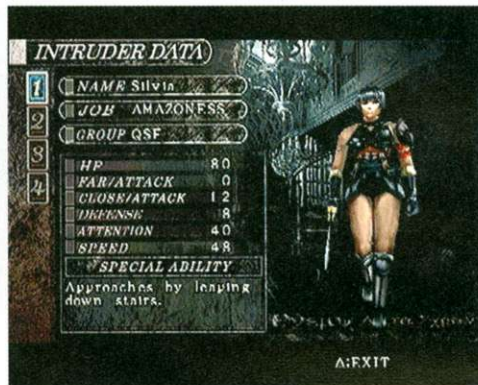 INTRUDER DATA
1
NAME Silvia
JOB AMAZONESS
2
GROUP QSF
3
4
HP 80
FAR/ATTACK 0
CLOSE/ATTACK 12
DEFENSE 8
ATTENTION 40
SPEED 48
SPECIAL ABILITY
Approaches by leaping
down stairs.
△:EXIT